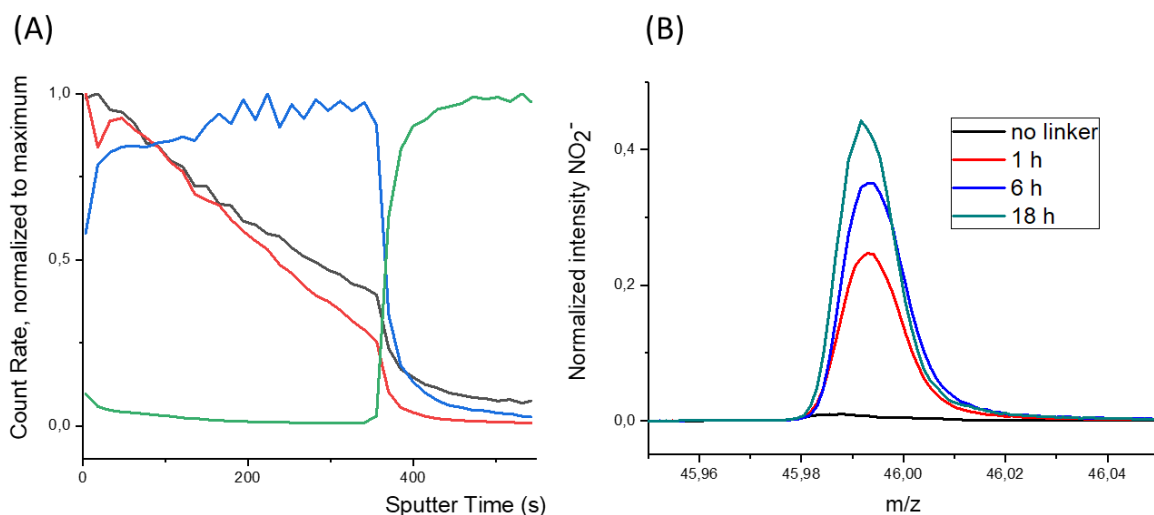 (A)
Count Rate, normalized to maximum
1,0
0,5
0,0
0
200
400
Sputter Time (s)
(B)
Normalized intensity NO₂⁻
0,4
0,2
0,0
no linker
1 h
6 h
18 h
45,96
45,98
46,00
46,02
46,04
m/z